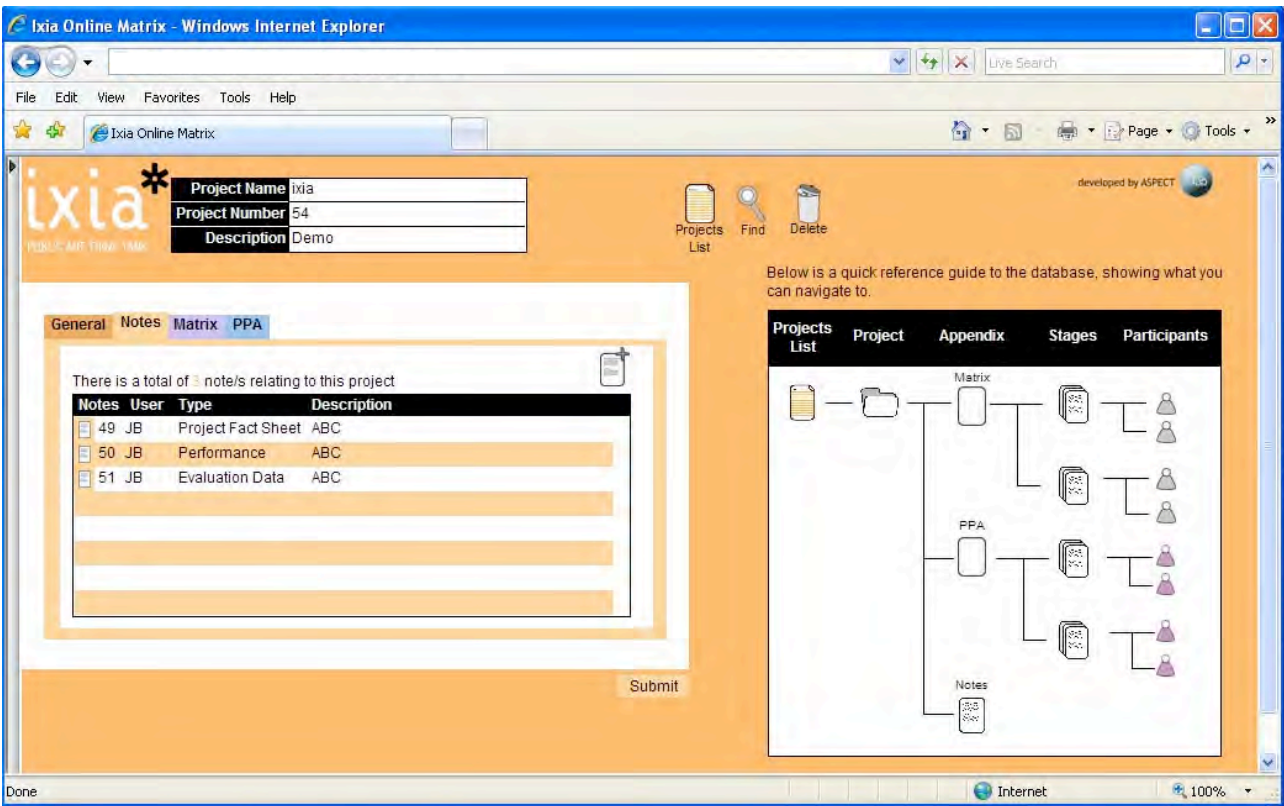 Ixia Online Matrix - Windows Internet Explorer
Live Search
File Edit View Favorites Tools Help
Ixia Online Matrix
Page Tools
ixia*
PUBLIC ART THINK TANK
Project Name ixia
Project Number 54
Description Demo
Projects List
Find
Delete
developed by ASPECT
Below is a quick reference guide to the database, showing what you
can navigate to.
General Notes Matrix PPA
There is a total of 3 note/s relating to this project
Notes User Type Description
49 JB Project Fact Sheet ABC
50 JB Performance ABC
51 JB Evaluation Data ABC
Submit
Projects List Project Appendix Stages Participants
Matrix
PPA
Notes
Done
Internet
100%